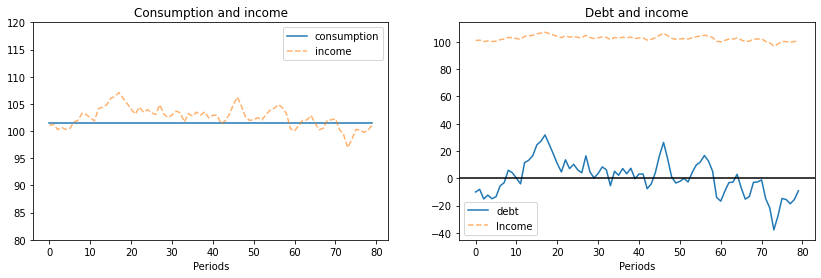 Consumption and income
120
115
110
105
100
95
90
85
80
0 10 20 30 40 50 60 70 80
Periods
consumption
income
Debt and income
100
80
60
40
20
0
−20
−40
0 10 20 30 40 50 60 70 80
Periods
debt
Income